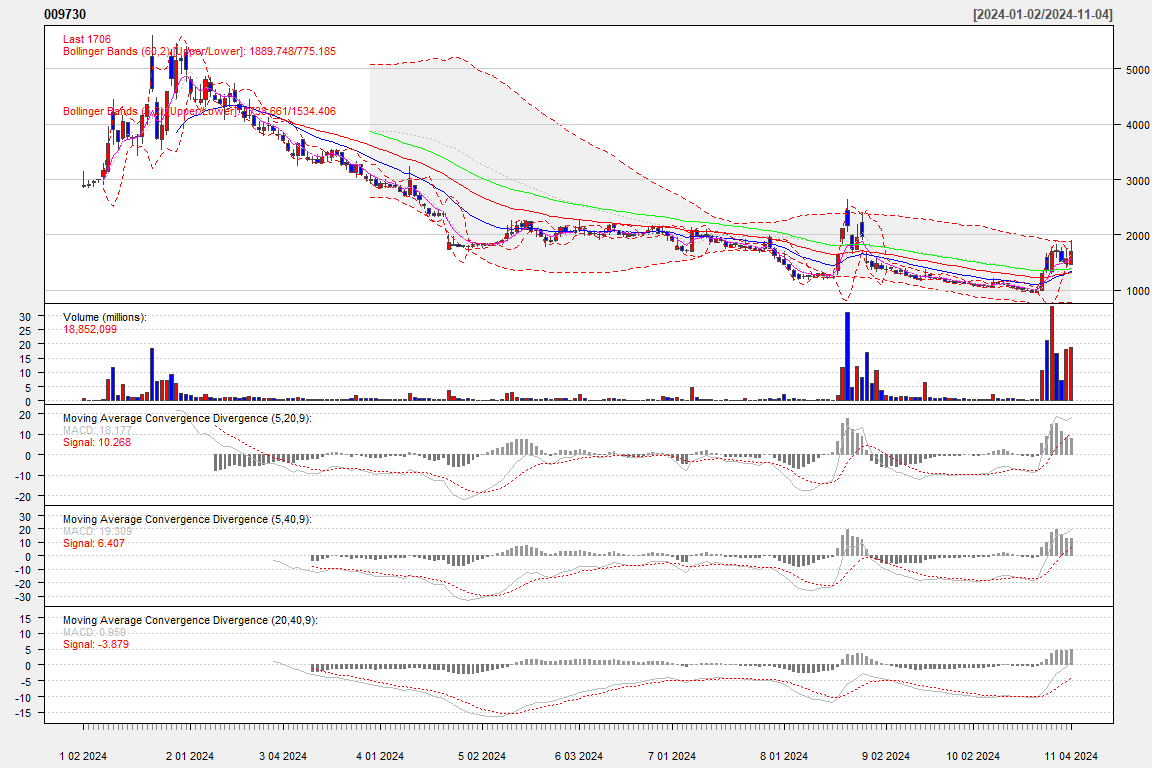 009730
[2024-01-02/2024-11-04]
Last 1706
Bollinger Bands (60,2) [Upper/Lower]: 1889.748/775.185
Bollinger Bands [Upper/Lower]: 1534.406
5000
4000
3000
2000
1000
Volume (millions):
18,852,099
30
25
20
15
10
5
0
Moving Average Convergence Divergence (5,20,9):
MACD: 18.177
Signal: 10.268
20
10
0
-10
-20
Moving Average Convergence Divergence (5,40,9):
MACD: 19.309
Signal: 6.407
30
20
10
0
-10
-20
-30
Moving Average Convergence Divergence (20,40,9):
MACD: 0.959
Signal: -3.879
15
10
5
0
-5
-10
-15
1 02 2024
2 01 2024
3 04 2024
4 01 2024
5 02 2024
6 03 2024
7 01 2024
8 01 2024
9 02 2024
10 02 2024
11 04 2024